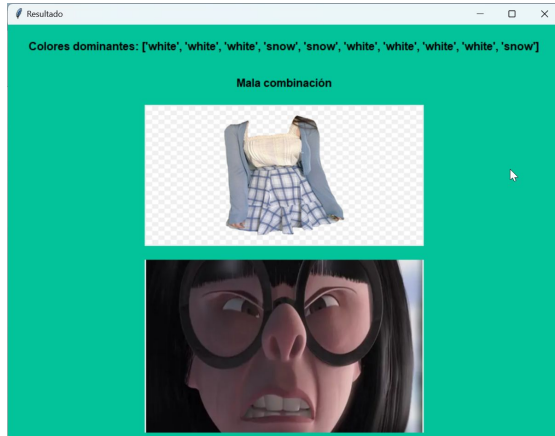 Resultado
Colores dominantes: ['white', 'white', 'white', 'snow', 'snow', 'white', 'white', 'white', 'white', 'snow']
Mala combinación